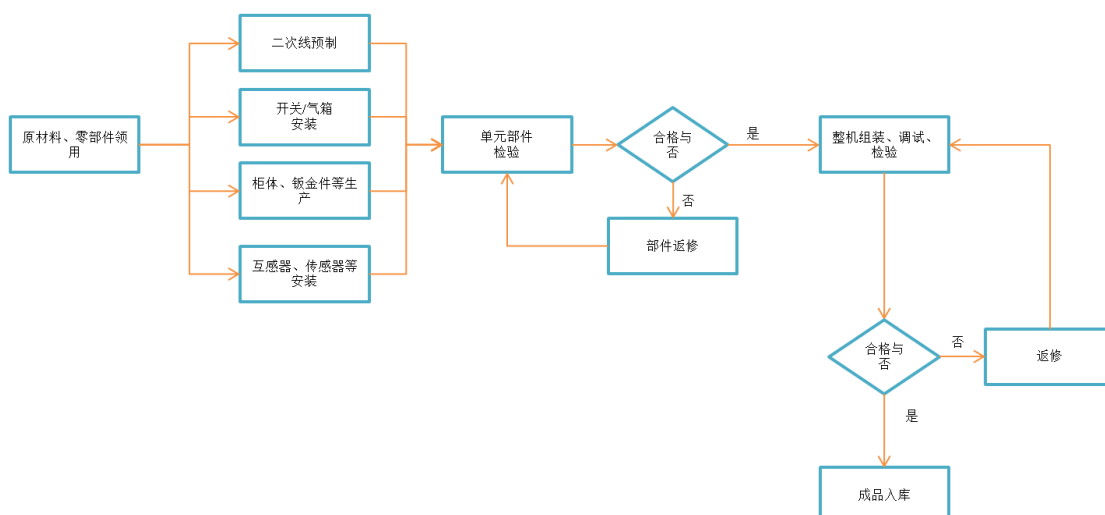 二次线预制
开关/气箱
安装
原材料、零部件领
用
柜体、钣金件等生
产
互感器、传感器等
安装
单元部件
检验
合格与
否
是
否
部件返修
整机组装、调试、
检验
合格与
否
否
返修
是
成品入库